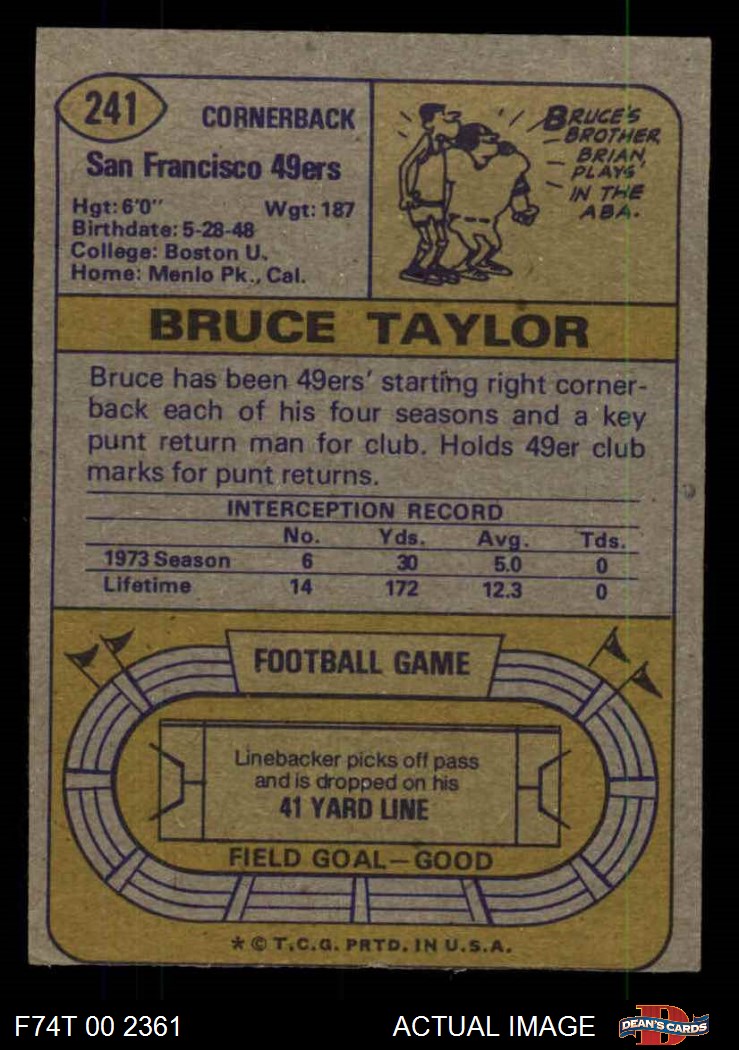 241
CORNERBACK
San Francisco 49ers
Hgt: 6'0" Wgt: 187
Birthdate: 5-28-48
College: Boston U.
Home: Menlo Pk., Cal.
BRUCE'S
BROTHER,
BRIAN,
PLAYS
IN THE
ABA.
BRUCE TAYLOR
Bruce has been 49ers' starting right corner-
back each of his four seasons and a key
punt return man for club. Holds 49er club
marks for punt returns.
INTERCEPTION RECORD
No. Yds. Avg. Tds.
1973 Season 6 30 5.0 0
Lifetime 14 172 12.3 0
FOOTBALL GAME
Linebacker picks off pass
and is dropped on his
41 YARD LINE
FIELD GOAL—GOOD
* © T.C.G. PRTD. IN U.S.A.
F74T 00 2361 ACTUAL IMAGE
D
DEAN'S CARDS